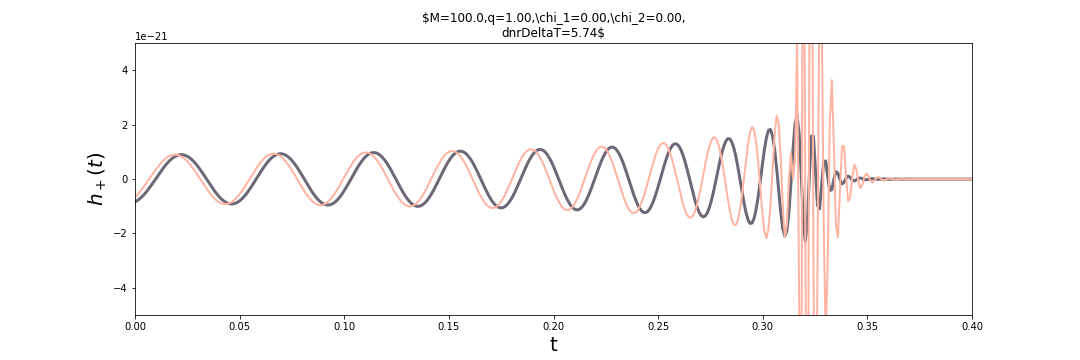 $M=100.0,q=1.00,\chi_1=0.00,\chi_2=0.00,
dnrDeltaT=5.74$
1e−21
4
2
0
−2
−4
h+(t)
0.00 0.05 0.10 0.15 0.20 0.25 0.30 0.35 0.40
t